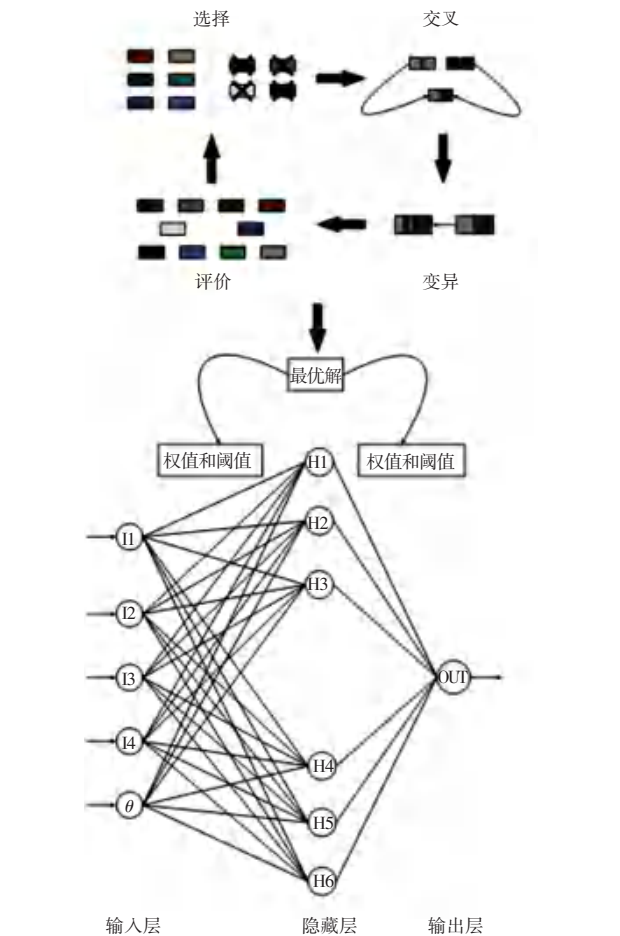 选择 交叉
评价 变异
最优解
权值和阈值 权值和阈值
H1
H2
I1
H3
I2
I3 OUT
I4
H4
θ
H5
H6
输入层 隐藏层 输出层